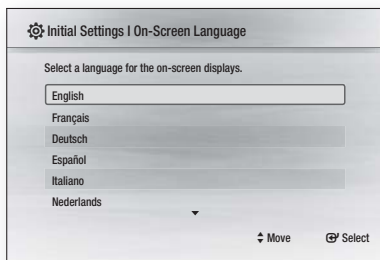 Initial Settings I On-Screen Language
Select a language for the on-screen displays.
English
Français
Deutsch
Español
Italiano
Nederlands
Move Select